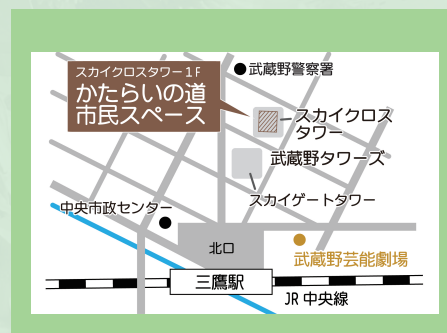 スカイクロスタワー1F
かたらいの道
市民スペース
武蔵野警察署
スカイクロス
タワー
武蔵野タワーズ
スカイゲートタワー
中央市政センター
北口
武蔵野芸能劇場
三鷹駅
JR中央線